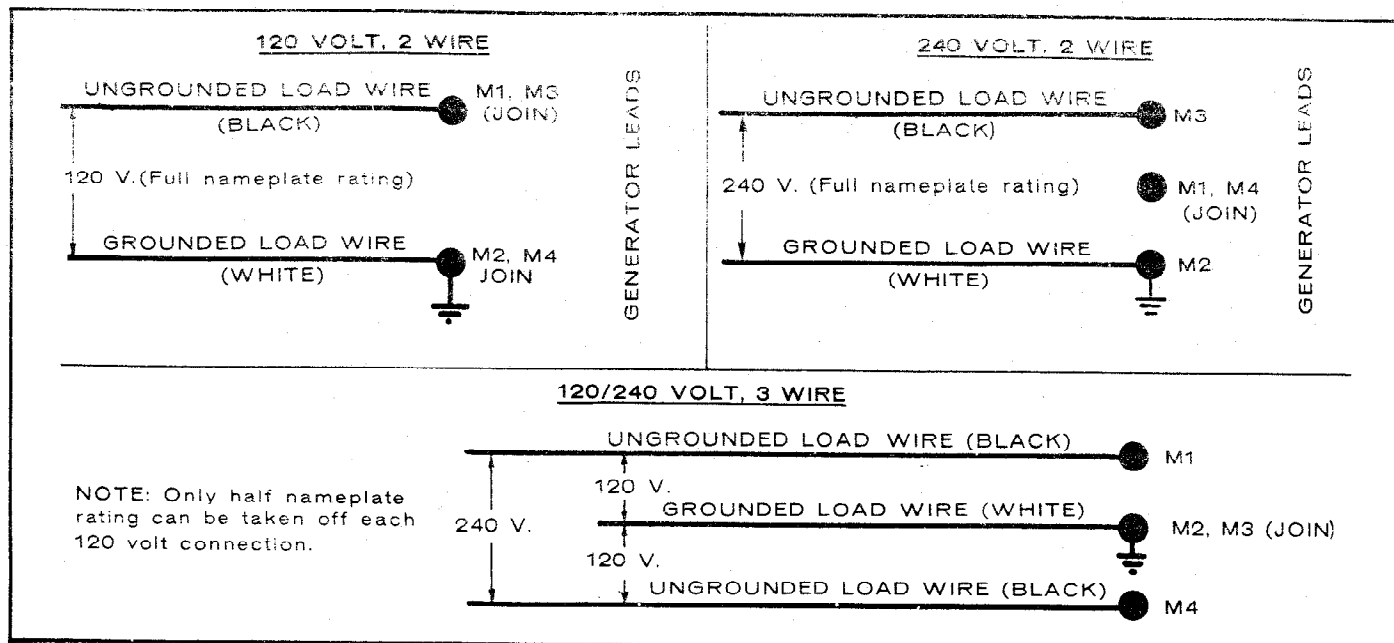 120 VOLT, 2 WIRE
UNGROUNDED LOAD WIRE
(BLACK)
M1, M3
(JOIN)
120 V.(Full nameplate rating)
GROUNDED LOAD WIRE
(WHITE)
M2, M4
JOIN
GENERATOR LEADS
240 VOLT. 2 WIRE
UNGROUNDED LOAD WIRE
(BLACK)
M3
240 V. (Full nameplate rating)
M1, M4
(JOIN)
GROUNDED LOAD WIRE
(WHITE)
M2
GENERATOR LEADS
120/240 VOLT, 3 WIRE
NOTE: Only half nameplate
rating can be taken off each
120 volt connection.
UNGROUNDED LOAD WIRE (BLACK)
M1
120 V.
240 V.
GROUNDED LOAD WIRE (WHITE)
M2, M3 (JOIN)
120 V.
UNGROUNDED LOAD WIRE (BLACK)
M4